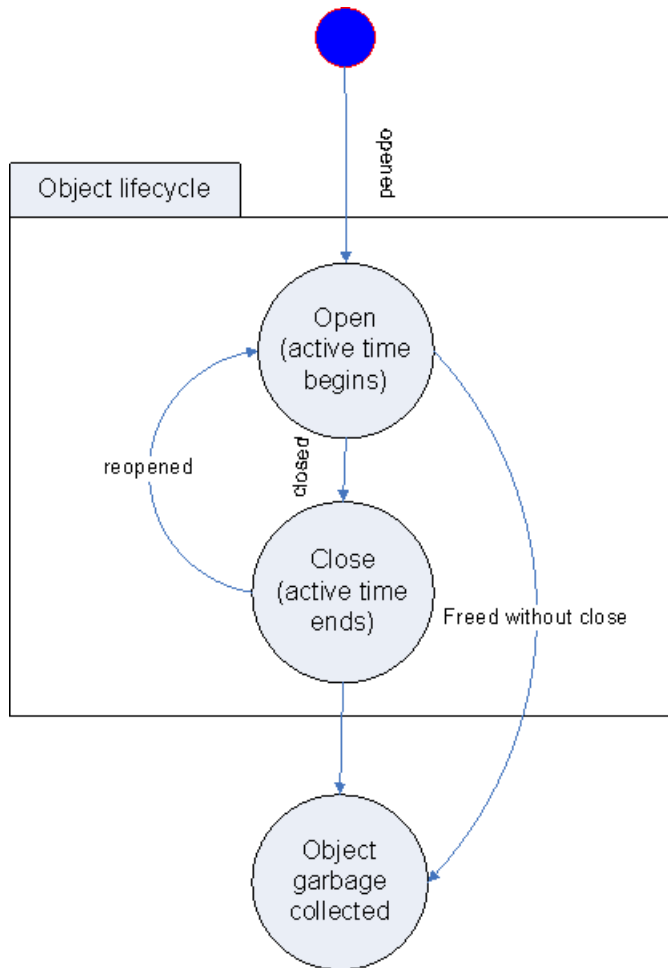 opened
Object lifecycle
Open
(active time
begins)
closed
reopened
Close
(active time
ends)
Freed without close
Object
garbage
collected